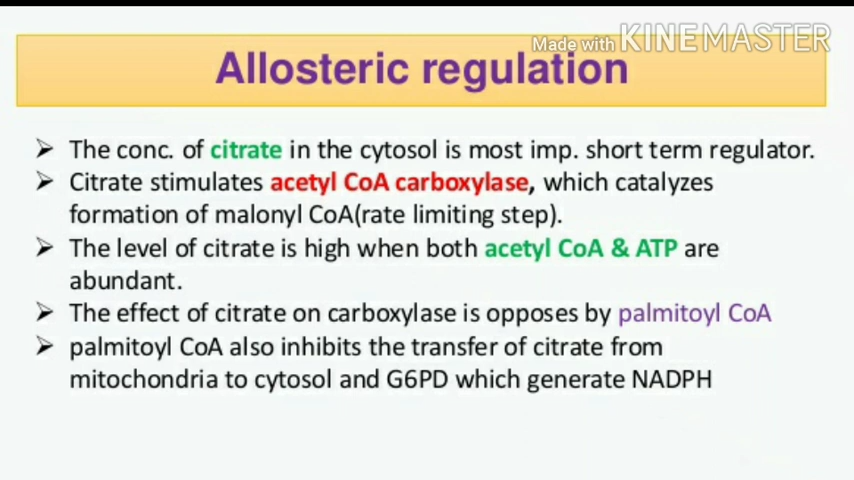 Made with KINEMASTER
Allosteric regulation
➢ The conc. of citrate in the cytosol is most imp. short term regulator.
➢ Citrate stimulates acetyl CoA carboxylase, which catalyzes
formation of malonyl CoA(rate limiting step).
➢ The level of citrate is high when both acetyl CoA & ATP are
abundant.
➢ The effect of citrate on carboxylase is opposes by palmitoyl CoA
➢ palmitoyl CoA also inhibits the transfer of citrate from
mitochondria to cytosol and G6PD which generate NADPH